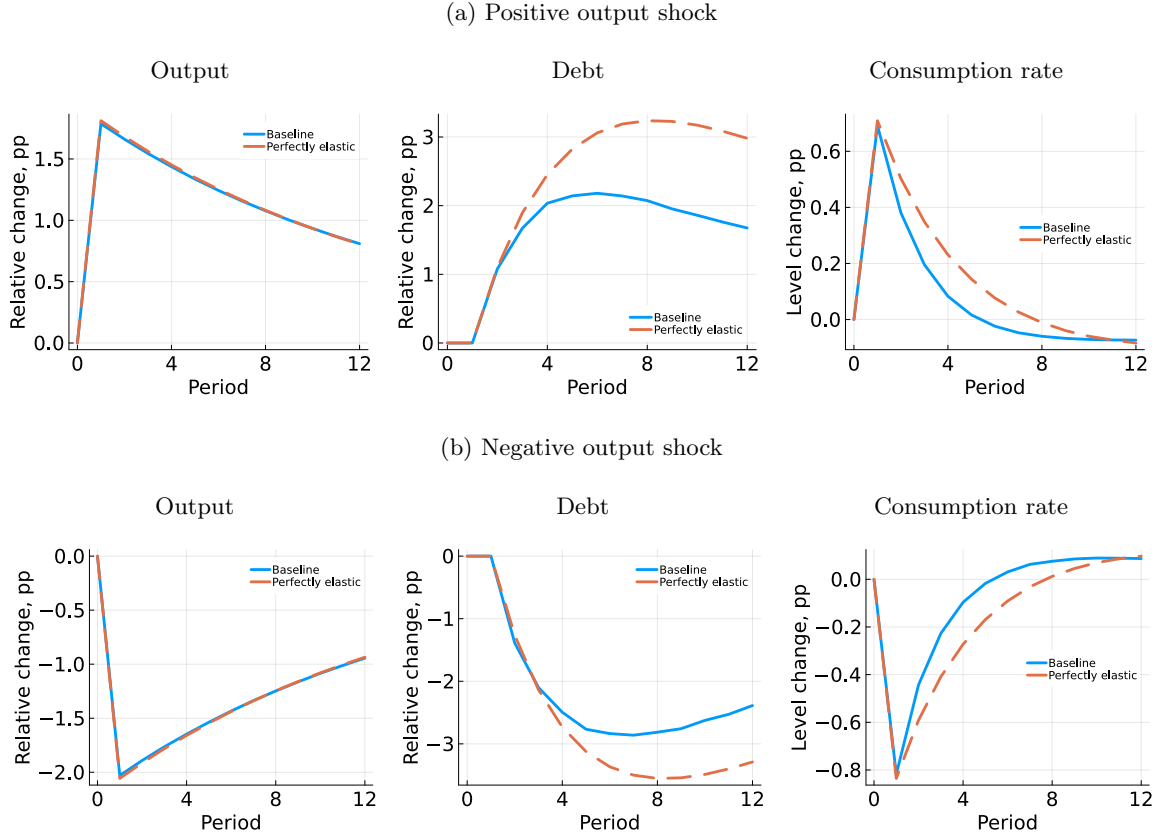 (a) Positive output shock
Output
Debt
Consumption rate
Relative change, pp
1.5
1.0
0.5
0.0
0
4
8
12
Period
Baseline
Perfectly elastic
Relative change, pp
3
2
1
0
0
4
8
12
Period
Baseline
Perfectly elastic
Level change, pp
0.6
0.4
0.2
0.0
0
4
8
12
Period
Baseline
Perfectly elastic
(b) Negative output shock
Output
Debt
Consumption rate
Relative change, pp
0.0
−0.5
−1.0
−1.5
−2.0
0
4
8
12
Period
Baseline
Perfectly elastic
Relative change, pp
0
−1
−2
−3
0
4
8
12
Period
Baseline
Perfectly elastic
Level change, pp
0.0
−0.2
−0.4
−0.6
−0.8
0
4
8
12
Period
Baseline
Perfectly elastic